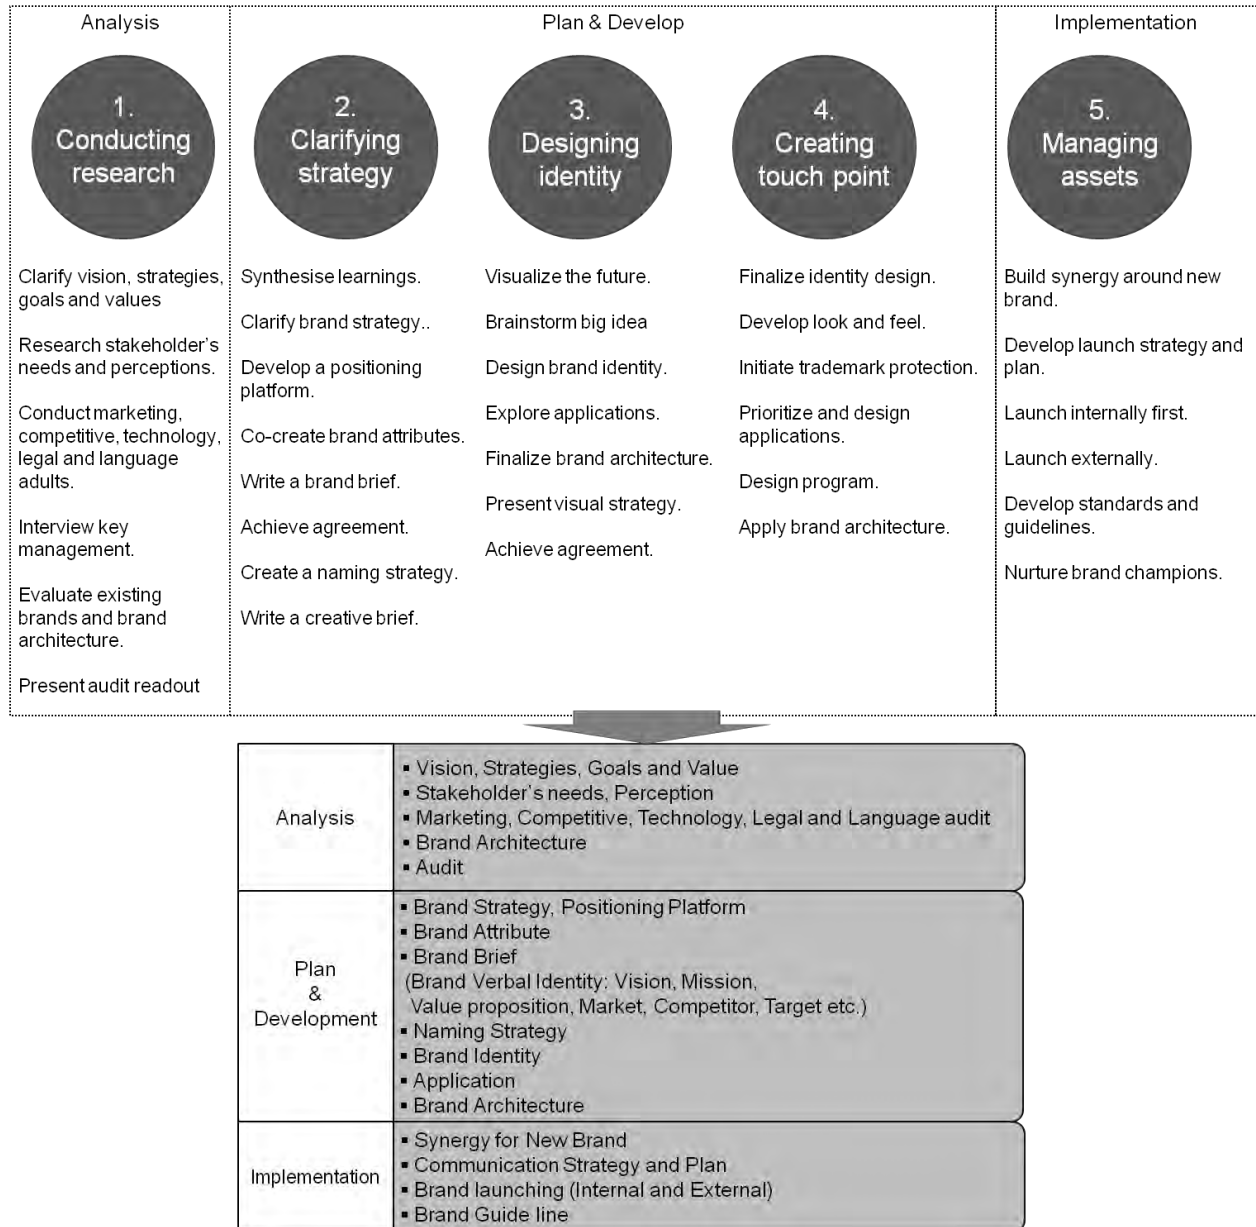 Analysis
Plan & Develop
Implementation
1.
Conducting
research
2.
Clarifying
strategy
3.
Designing
identity
4.
Creating
touch point
5.
Managing
assets
Clarify vision, strategies,
goals and values
Research stakeholder's
needs and perceptions.
Conduct marketing,
competitive, technology,
legal and language
adults.
Interview key
management.
Evaluate existing
brands and brand
architecture.
Present audit readout
Synthesise learnings.
Clarify brand strategy..
Develop a positioning
platform.
Co-create brand attributes.
Write a brand brief.
Achieve agreement.
Create a naming strategy.
Write a creative brief.
Visualize the future.
Brainstorm big idea
Design brand identity.
Explore applications.
Finalize brand architecture.
Present visual strategy.
Achieve agreement.
Finalize identity design.
Develop look and feel.
Initiate trademark protection.
Prioritize and design
applications.
Design program.
Apply brand architecture.
Build synergy around new
brand.
Develop launch strategy and
plan.
Launch internally first.
Launch externally.
Develop standards and
guidelines.
Nurture brand champions.
Analysis
▪ Vision, Strategies, Goals and Value
▪ Stakeholder's needs, Perception
▪ Marketing, Competitive, Technology, Legal and Language audit
▪ Brand Architecture
▪ Audit
Plan
&
Development
▪ Brand Strategy, Positioning Platform
▪ Brand Attribute
▪ Brand Brief
(Brand Verbal Identity: Vision, Mission,
Value proposition, Market, Competitor, Target etc.)
▪ Naming Strategy
▪ Brand Identity
▪ Application
▪ Brand Architecture
Implementation
▪ Synergy for New Brand
▪ Communication Strategy and Plan
▪ Brand launching (Internal and External)
▪ Brand Guide line